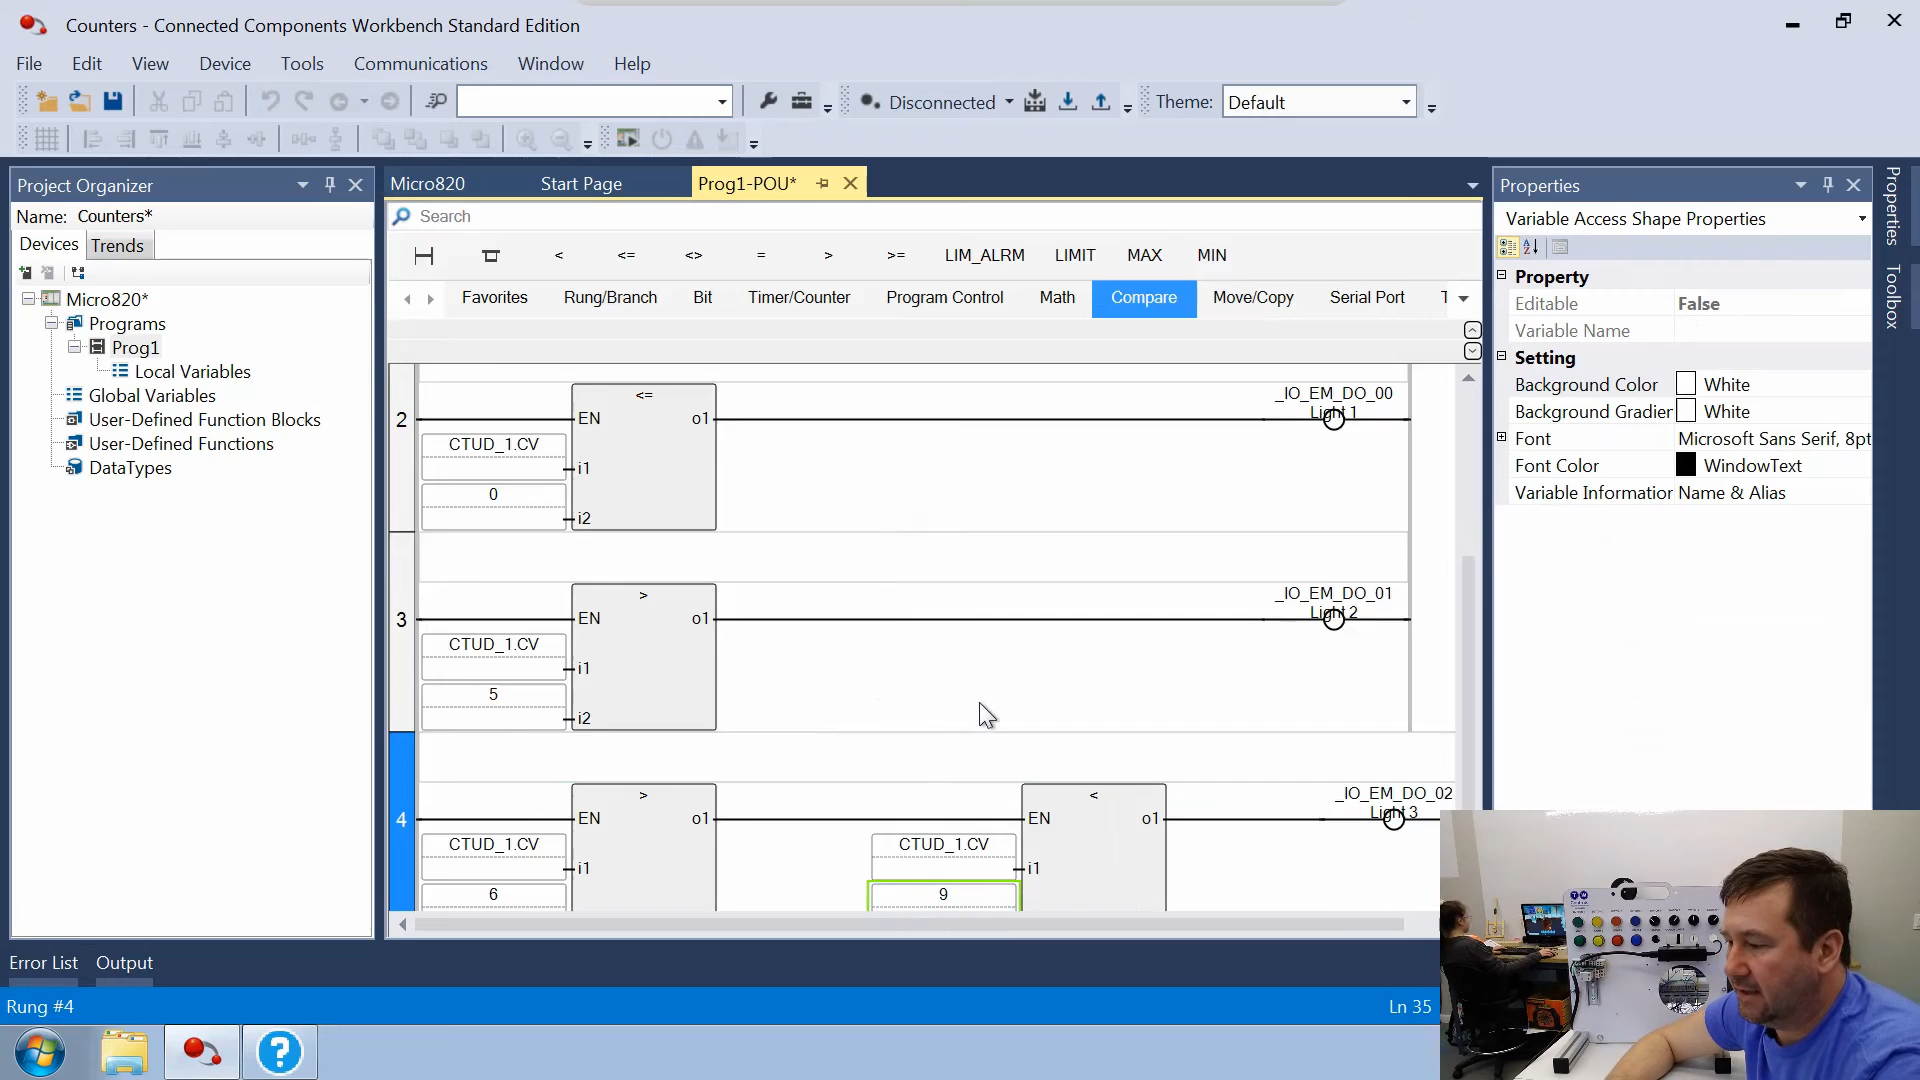 Counters - Connected Components Workbench Standard Edition
File Edit View Device Tools Communications Window Help
Disconnected Theme: Default
Project Organizer
Name: Counters*
Devices Trends
Micro820*
Programs
Prog1
Local Variables
Global Variables
User-Defined Function Blocks
User-Defined Functions
DataTypes
Micro820 Start Page Prog1-POU*
Search
< <= <> = > >= LIM_ALRM LIMIT MAX MIN
Favorites Rung/Branch Bit Timer/Counter Program Control Math Compare Move/Copy Serial Port T
2
<=
EN o1
CTUD_1.CV
i1
0
i2
_IO_EM_DO_00
Light 1
3
>
EN o1
CTUD_1.CV
i1
5
i2
_IO_EM_DO_01
Light 2
4
>
EN o1
CTUD_1.CV
i1
6
<
EN o1
CTUD_1.CV
i1
9
_IO_EM_DO_02
Light 3
Properties
Variable Access Shape Properties
Property
Editable False
Variable Name
Setting
Background Color White
Background Gradier White
Font Microsoft Sans Serif, 8pt
Font Color WindowText
Variable Information Name & Alias
Properties
Toolbox
Error List Output
Rung #4 Ln 35